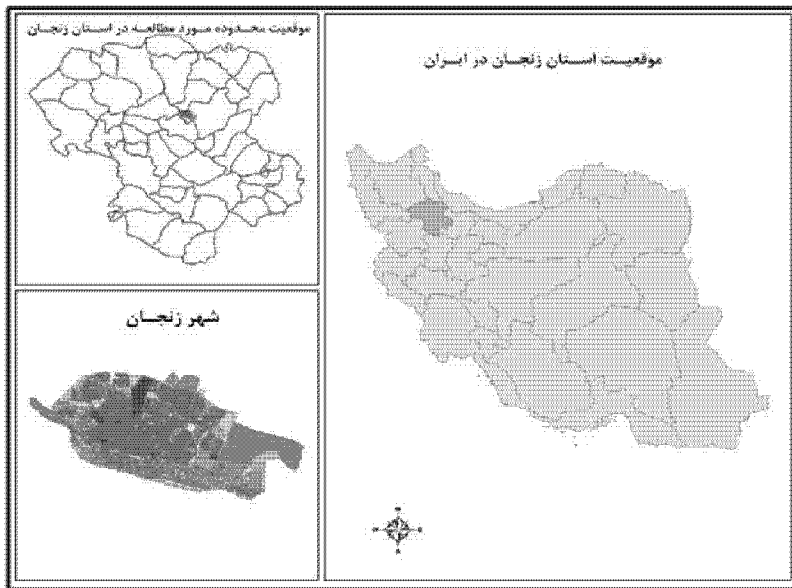 موقعیت استان زنجان در ایران
موقعیت محدوده مورد مطالعه در استان زنجان
شهر زنجان